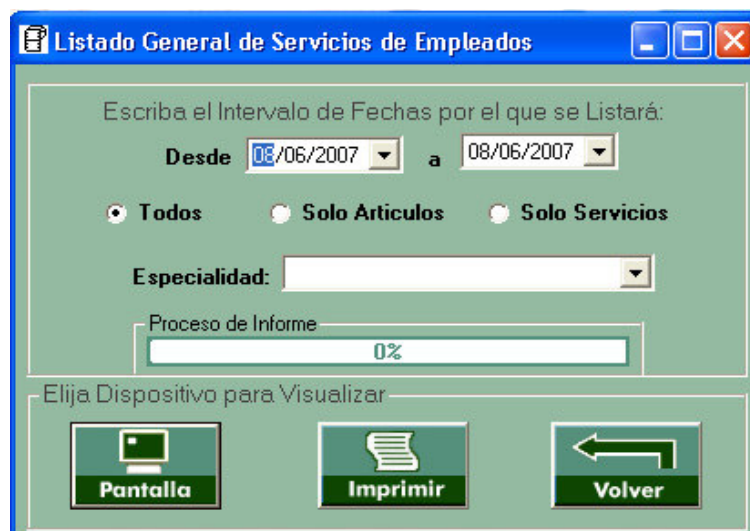 Listado General de Servicios de Empleados
Escriba el Intervalo de Fechas por el que se Listará:
Desde 08/06/2007 a 08/06/2007
Todos Solo Articulos Solo Servicios
Especialidad:
Proceso de Informe
0%
Elija Dispositivo para Visualizar
Pantalla Imprimir Volver